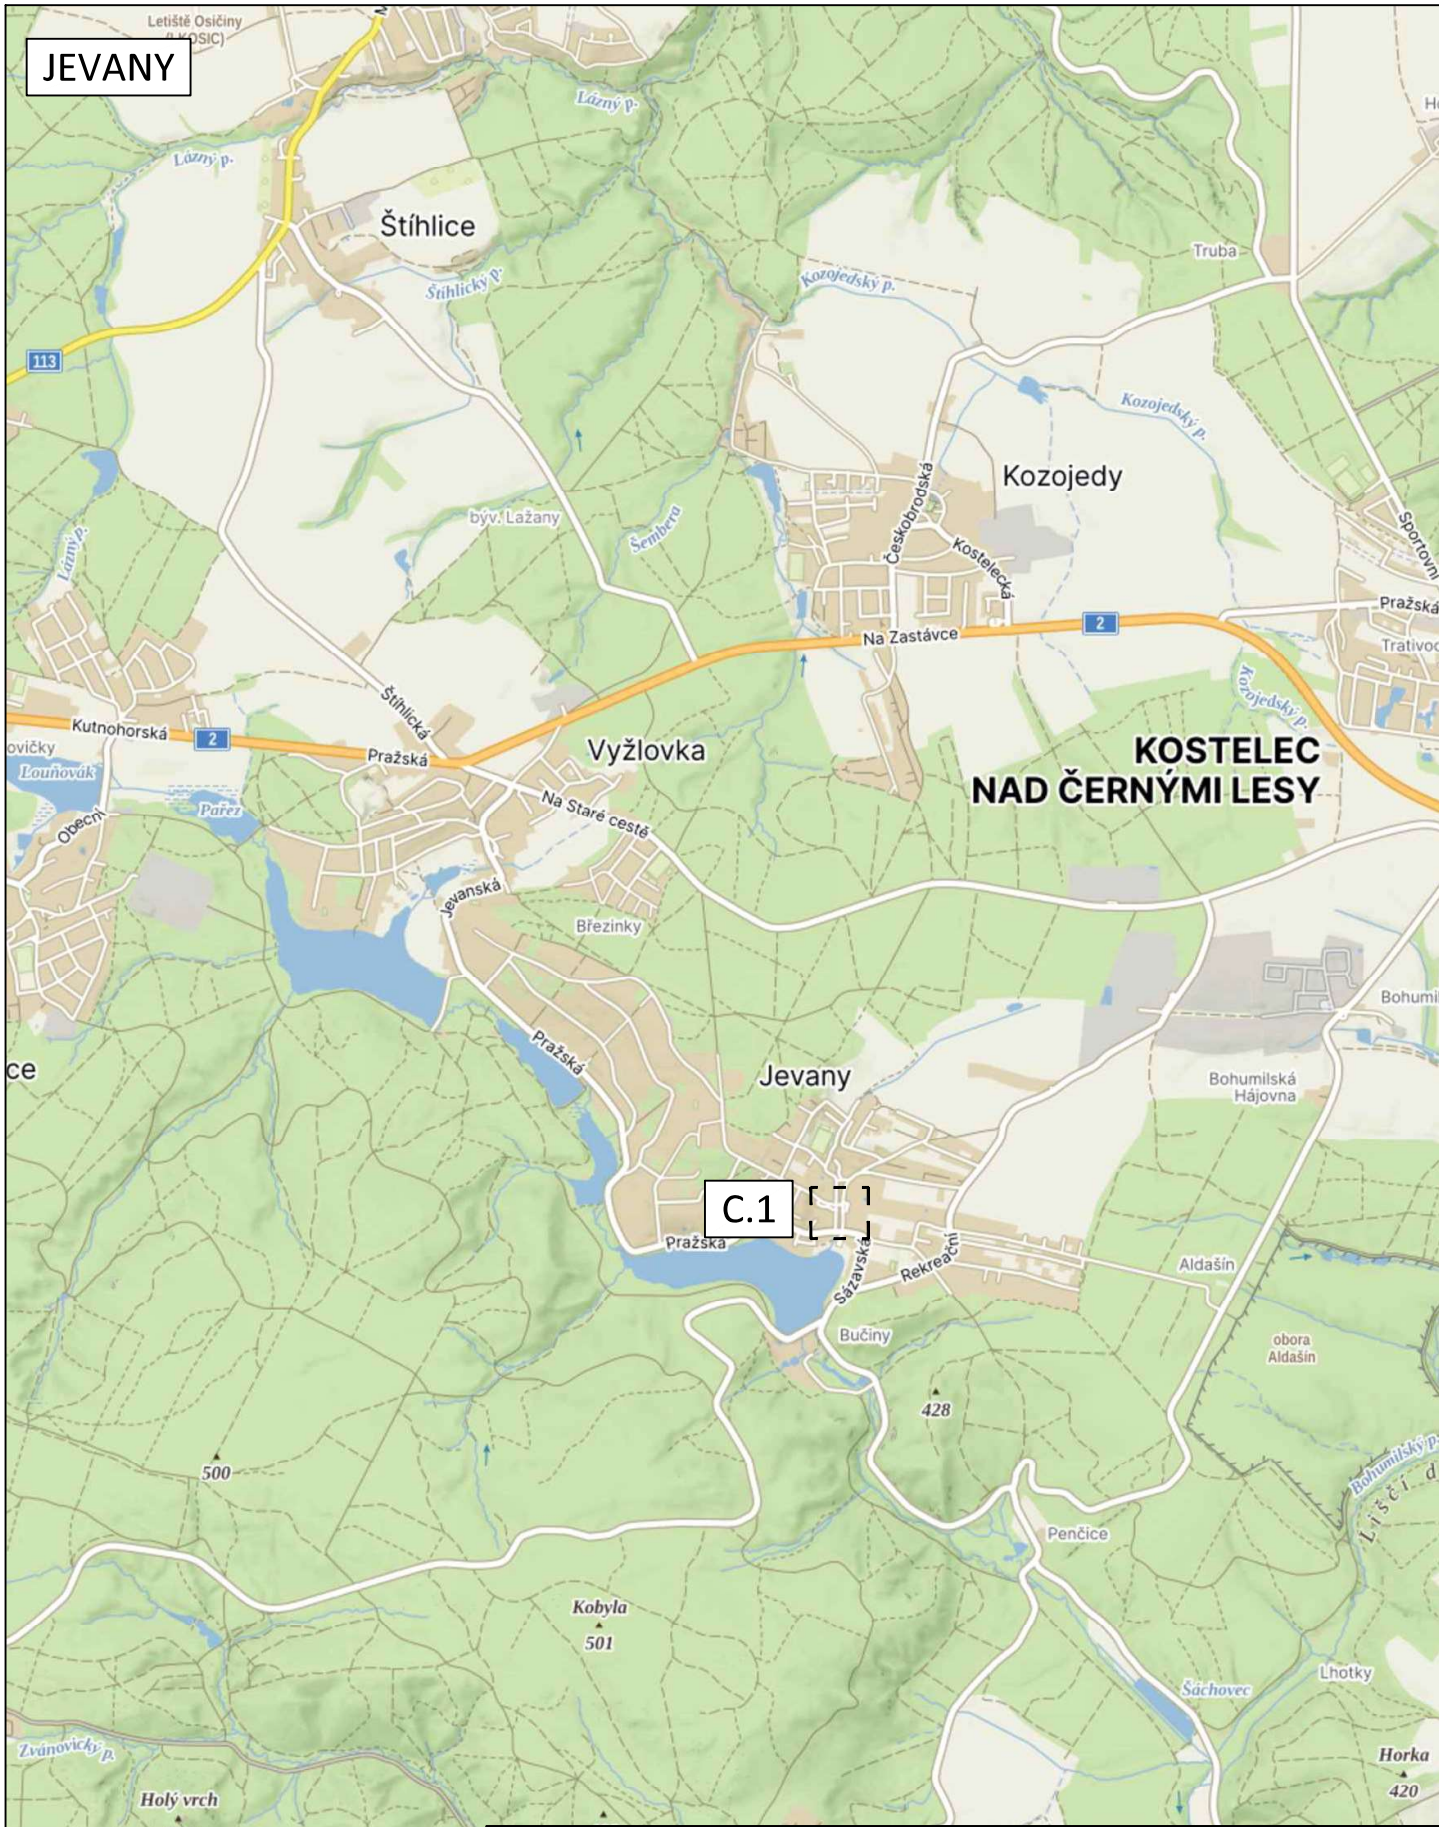 Letiště Osičiny
(LKOSIC)
JEVANY
Lázný p.
Lázný p.
Štíhlice
Truba
Štíhlický p.
Kozojedský p.
113
Kozojedský p.
Kozojedy
Českobrodská
býv. Lažany
Šembera
Sportovní
Lázný p.
Kostelecká
Pražská
2
Na Zastávce
Trativod
Kozojedský p.
Štíhlická
Kutnohorská
2
Pražská
Vyžlovka
KOSTELEC
NAD ČERNÝMI LESY
ovičky
Louňovák
Pařez
Obecní
Na Staré cestě
Jevanská
Březinky
Bohumil
Pražská
ce
Jevany
Bohumilská
Hájovna
C.1
Pražská
Sázavská
Rekreační
Aldašín
Bučiny
obora
Aldašín
428
500
Bohumilský p.
Liščí d
Penčice
Kobyla
501
Lhotky
Šáchovec
Zvánovický p.
Horka
420
Holý vrch